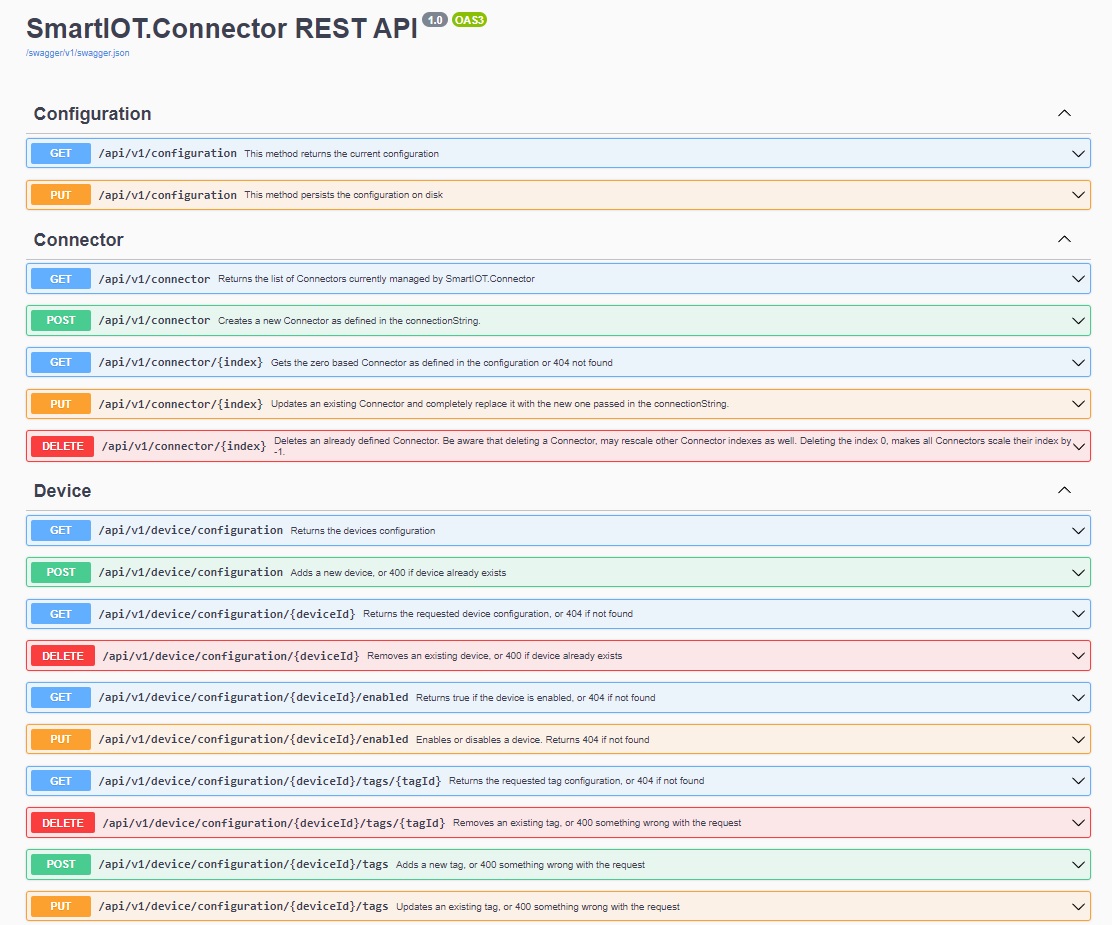 SmartIOT.Connector REST API 1.0 OAS3
/swagger/v1/swagger.json
Configuration
GET /api/v1/configuration This method returns the current configuration
PUT /api/v1/configuration This method persists the configuration on disk
Connector
GET /api/v1/connector Returns the list of Connectors currently managed by SmartIOT.Connector
POST /api/v1/connector Creates a new Connector as defined in the connectionString.
GET /api/v1/connector/{index} Gets the zero based Connector as defined in the configuration or 404 not found
PUT /api/v1/connector/{index} Updates an existing Connector and completely replace it with the new one passed in the connectionString.
DELETE /api/v1/connector/{index} Deletes an already defined Connector. Be aware that deleting a Connector, may rescale other Connector indexes as well. Deleting the index 0, makes all Connectors scale their index by
-1.
Device
GET /api/v1/device/configuration Returns the devices configuration
POST /api/v1/device/configuration Adds a new device, or 400 if device already exists
GET /api/v1/device/configuration/{deviceId} Returns the requested device configuration, or 404 if not found
DELETE /api/v1/device/configuration/{deviceId} Removes an existing device, or 400 if device already exists
GET /api/v1/device/configuration/{deviceId}/enabled Returns true if the device is enabled, or 404 if not found
PUT /api/v1/device/configuration/{deviceId}/enabled Enables or disables a device. Returns 404 if not found
GET /api/v1/device/configuration/{deviceId}/tags/{tagId} Returns the requested tag configuration, or 404 if not found
DELETE /api/v1/device/configuration/{deviceId}/tags/{tagId} Removes an existing tag, or 400 something wrong with the request
POST /api/v1/device/configuration/{deviceId}/tags Adds a new tag, or 400 something wrong with the request
PUT /api/v1/device/configuration/{deviceId}/tags Updates an existing tag, or 400 something wrong with the request